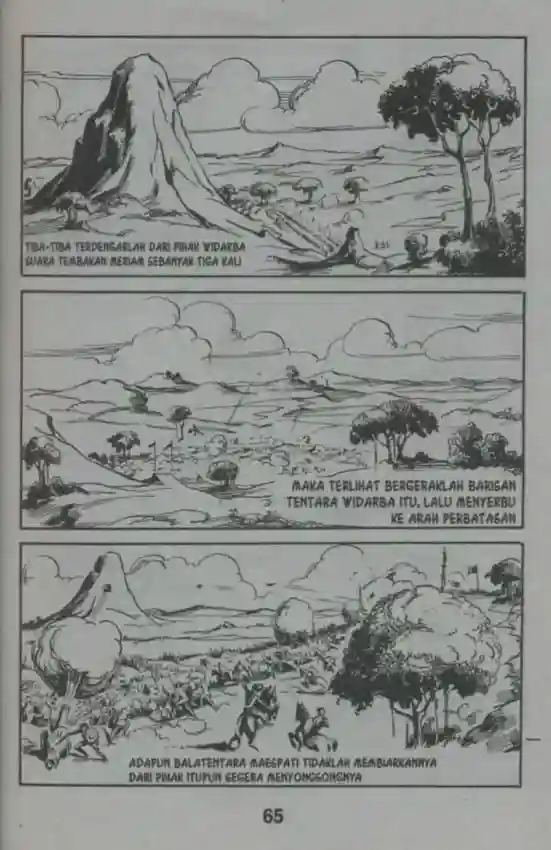 TIBA-TIBA TERDENGARLAH DARI PIHAK WIDARBA
SUARA TEMBAKAN MERIAM SEBANYAK TIGA KALI
MAKA TERLIHAT BERGERAKLAH BARISAN
TENTARA WIDARBA ITU, LALU MENYERBU
KE ARAH PERBATASAN
ADAPUN BALATENTARA MAESPATI TIDAKLAH MEMBIARKANNYA
DARI PIHAK ITUPUN SEGERA MENYONGSONGNYA
65